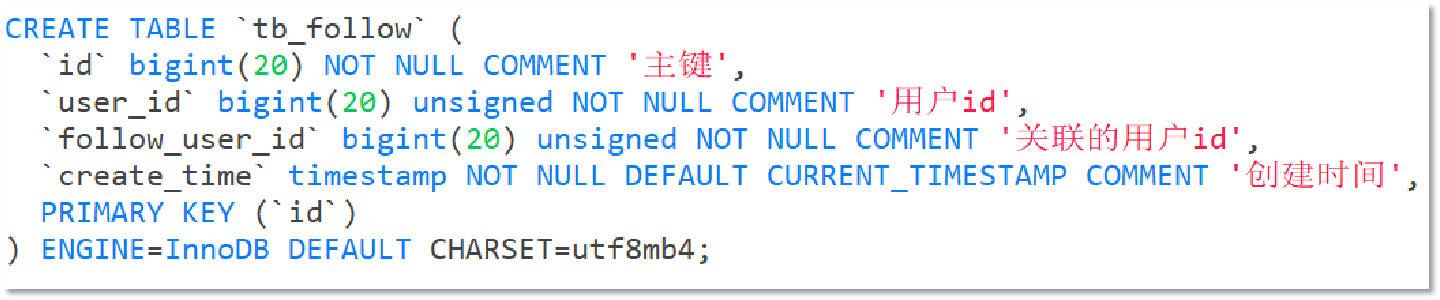 CREATE TABLE `tb_follow` (
  `id` bigint(20) NOT NULL COMMENT '主键',
  `user_id` bigint(20) unsigned NOT NULL COMMENT '用户id',
  `follow_user_id` bigint(20) unsigned NOT NULL COMMENT '关联的用户id',
  `create_time` timestamp NOT NULL DEFAULT CURRENT_TIMESTAMP COMMENT '创建时间',
  PRIMARY KEY (`id`)
) ENGINE=InnoDB DEFAULT CHARSET=utf8mb4;